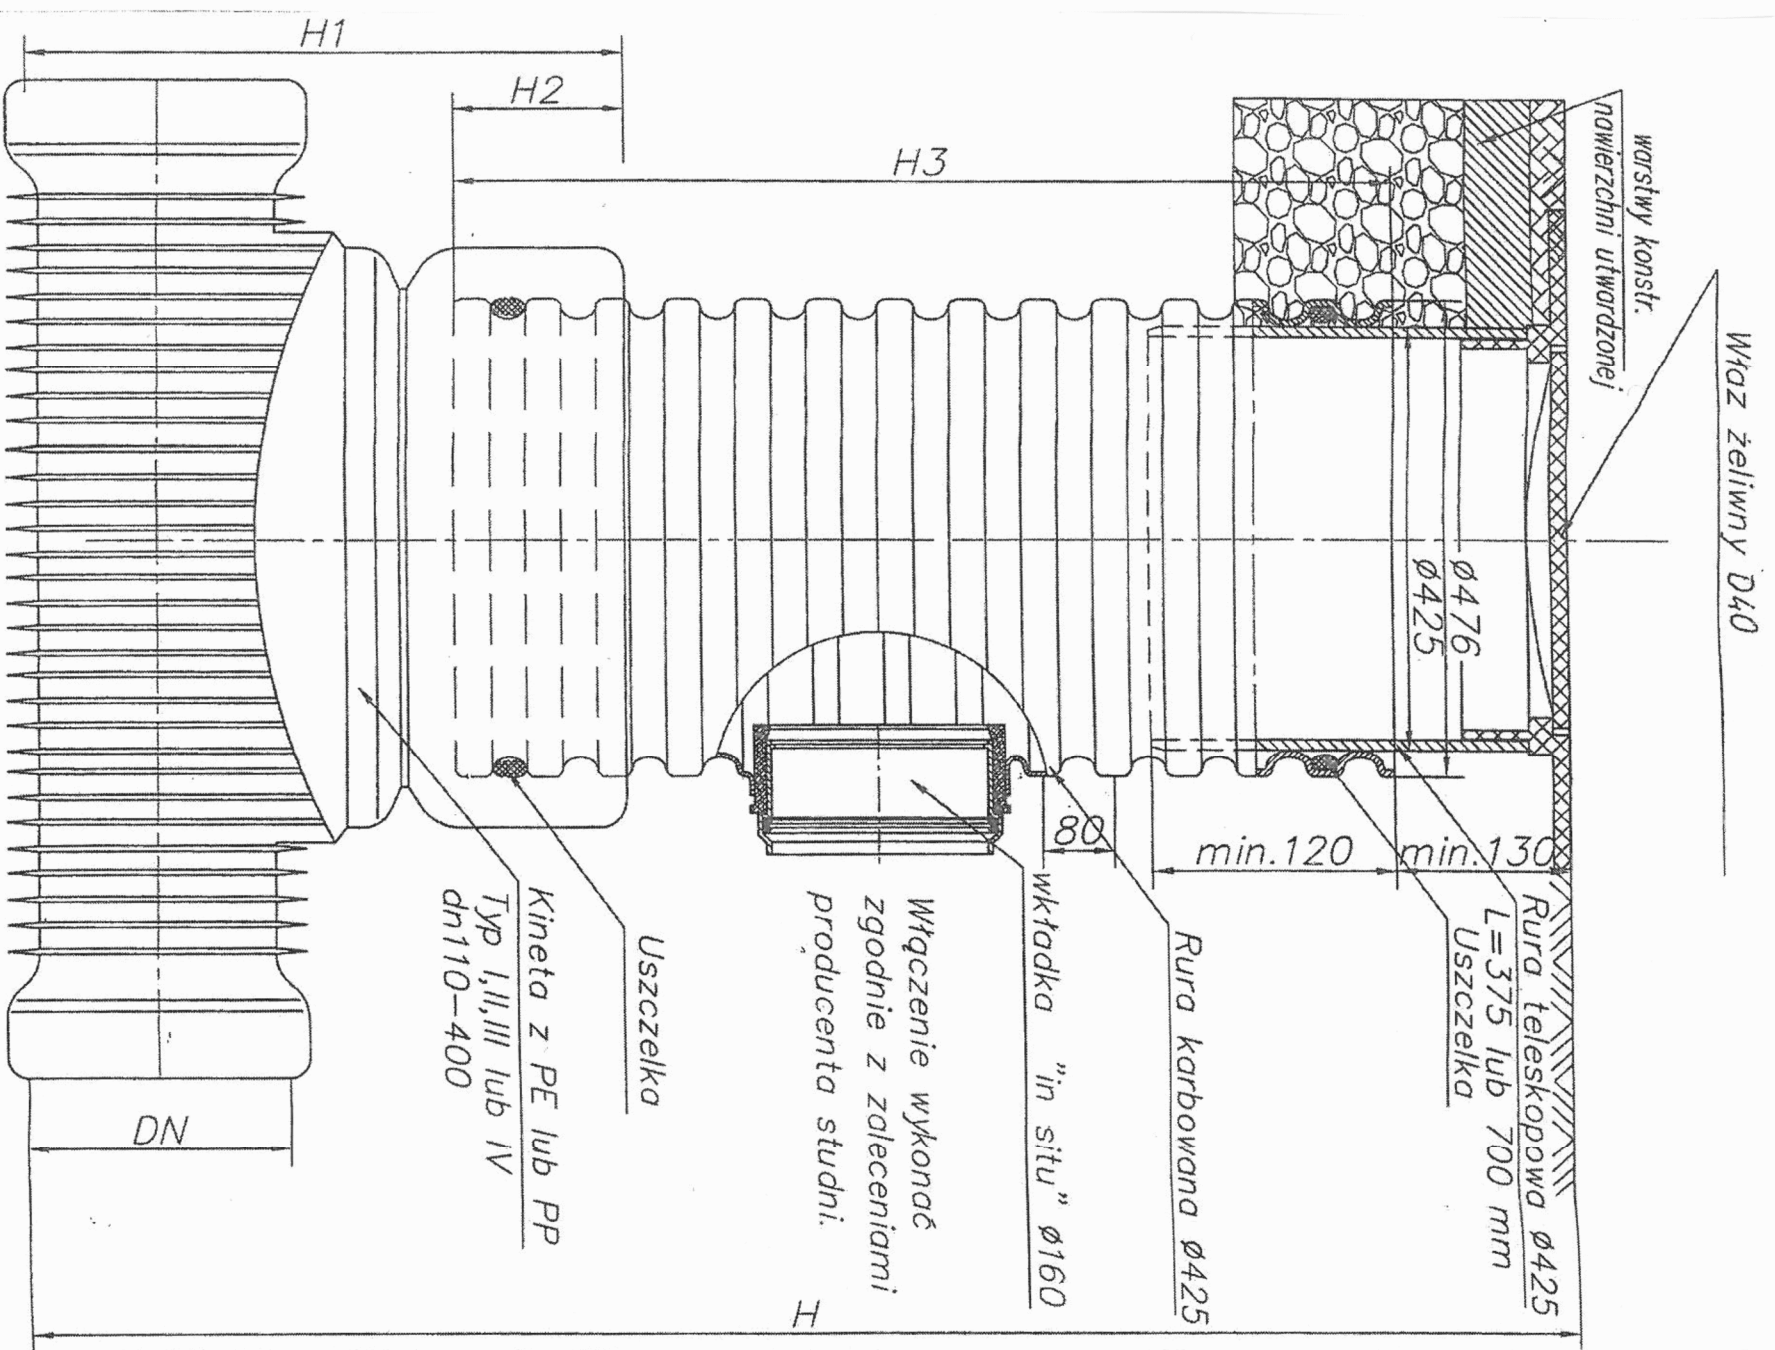 Właz żeliwny D40
warstwy konstr.
nawierzchni utwardzonej
Rura teleskopowa ø425
L=375 lub 700 mm
Uszczelka
min.130
min.120
ø476
ø425
Rura karbowana ø425
80
wkładka "in situ" ø160
Włączenie wykonać
zgodnie z zaleceniami
producenta studni.
Uszczelka
Kineta z PE lub PP
Typ I,II,III lub IV
dn110-400
H1
H2
H3
DN
H